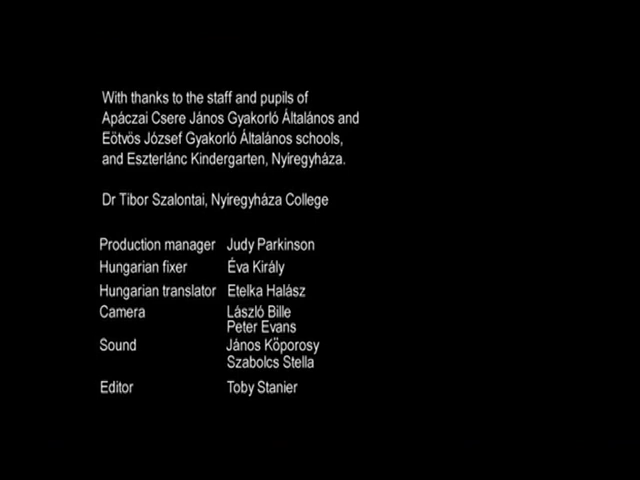 With thanks to the staff and pupils of
Apáczai Csere János Gyakorló Általános and
Eötvös József Gyakorló Általános schools,
and Eszterlánc Kindergarten, Nyíregyháza.
Dr Tibor Szalontai, Nyíregyháza College
Production manager Judy Parkinson
Hungarian fixer Éva Király
Hungarian translator Etelka Halász
Camera László Bille
Peter Evans
Sound János Köporosy
Szabolcs Stella
Editor Toby Stanier